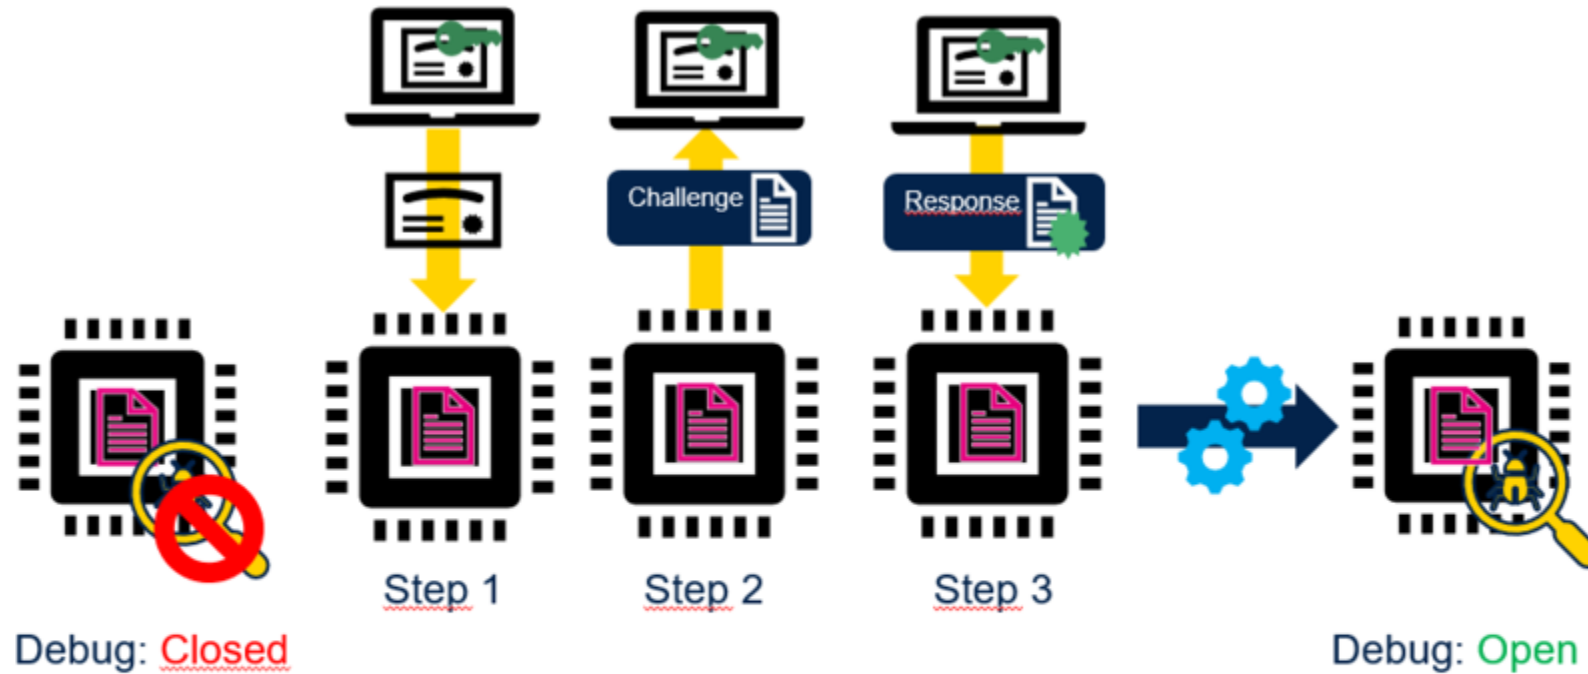 Challenge
Response
Step 1
Step 2
Step 3
Debug: Closed
Debug: Open